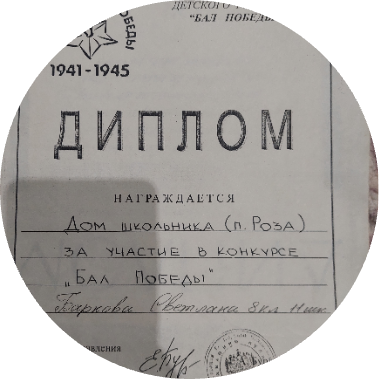 ПОБЕДЫ
ДЕТСКОГО
"БАЛ ПОБЕДЫ
1941-1945
ДИПЛОМ
НАГРАЖДАЕТСЯ
ДОМ ШКОЛЬНИКА (П. РОЗА)
ЗА УЧАСТИЕ В КОНКУРСЕ
„БАЛ ПОБЕДЫ"
Баркова Светлана 8кл 11шк